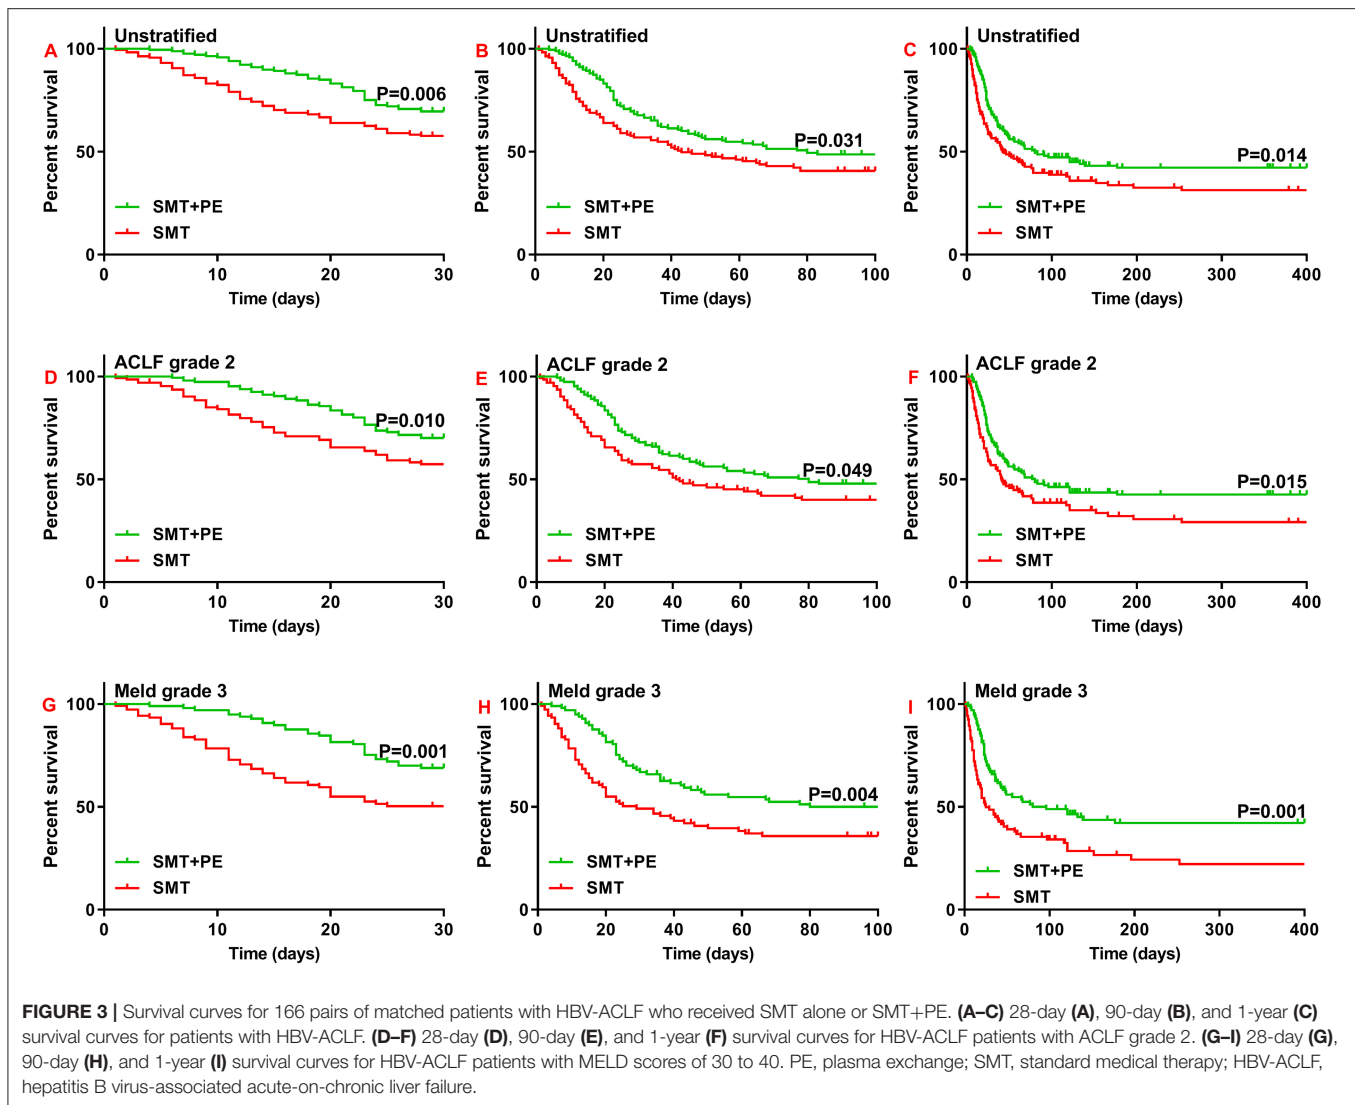 A
Unstratified
Percent survival
100
50
0
P=0.006
SMT+PE
SMT
0 10 20 30
Time (days)
B
Unstratified
Percent survival
100
50
0
P=0.031
SMT+PE
SMT
0 20 40 60 80 100
Time (days)
C
Unstratified
Percent survival
100
50
0
P=0.014
SMT+PE
SMT
0 100 200 300 400
Time (days)
D
ACLF grade 2
Percent survival
100
50
0
P=0.010
SMT+PE
SMT
0 10 20 30
Time (days)
E
ACLF grade 2
Percent survival
100
50
0
P=0.049
SMT+PE
SMT
0 20 40 60 80 100
Time (days)
F
ACLF grade 2
Percent survival
100
50
0
P=0.015
SMT+PE
SMT
0 100 200 300 400
Time (days)
G
Meld grade 3
Percent survival
100
50
0
P=0.001
SMT+PE
SMT
0 10 20 30
Time (days)
H
Meld grade 3
Percent survival
100
50
0
P=0.004
SMT+PE
SMT
0 20 40 60 80 100
Time (days)
I
Meld grade 3
Percent survival
100
50
0
P=0.001
SMT+PE
SMT
0 100 200 300 400
Time (days)
FIGURE 3 | Survival curves for 166 pairs of matched patients with HBV-ACLF who received SMT alone or SMT+PE. (A–C) 28-day (A), 90-day (B), and 1-year (C)
survival curves for patients with HBV-ACLF. (D–F) 28-day (D), 90-day (E), and 1-year (F) survival curves for HBV-ACLF patients with ACLF grade 2. (G–I) 28-day (G),
90-day (H), and 1-year (I) survival curves for HBV-ACLF patients with MELD scores of 30 to 40. PE, plasma exchange; SMT, standard medical therapy; HBV-ACLF,
hepatitis B virus-associated acute-on-chronic liver failure.